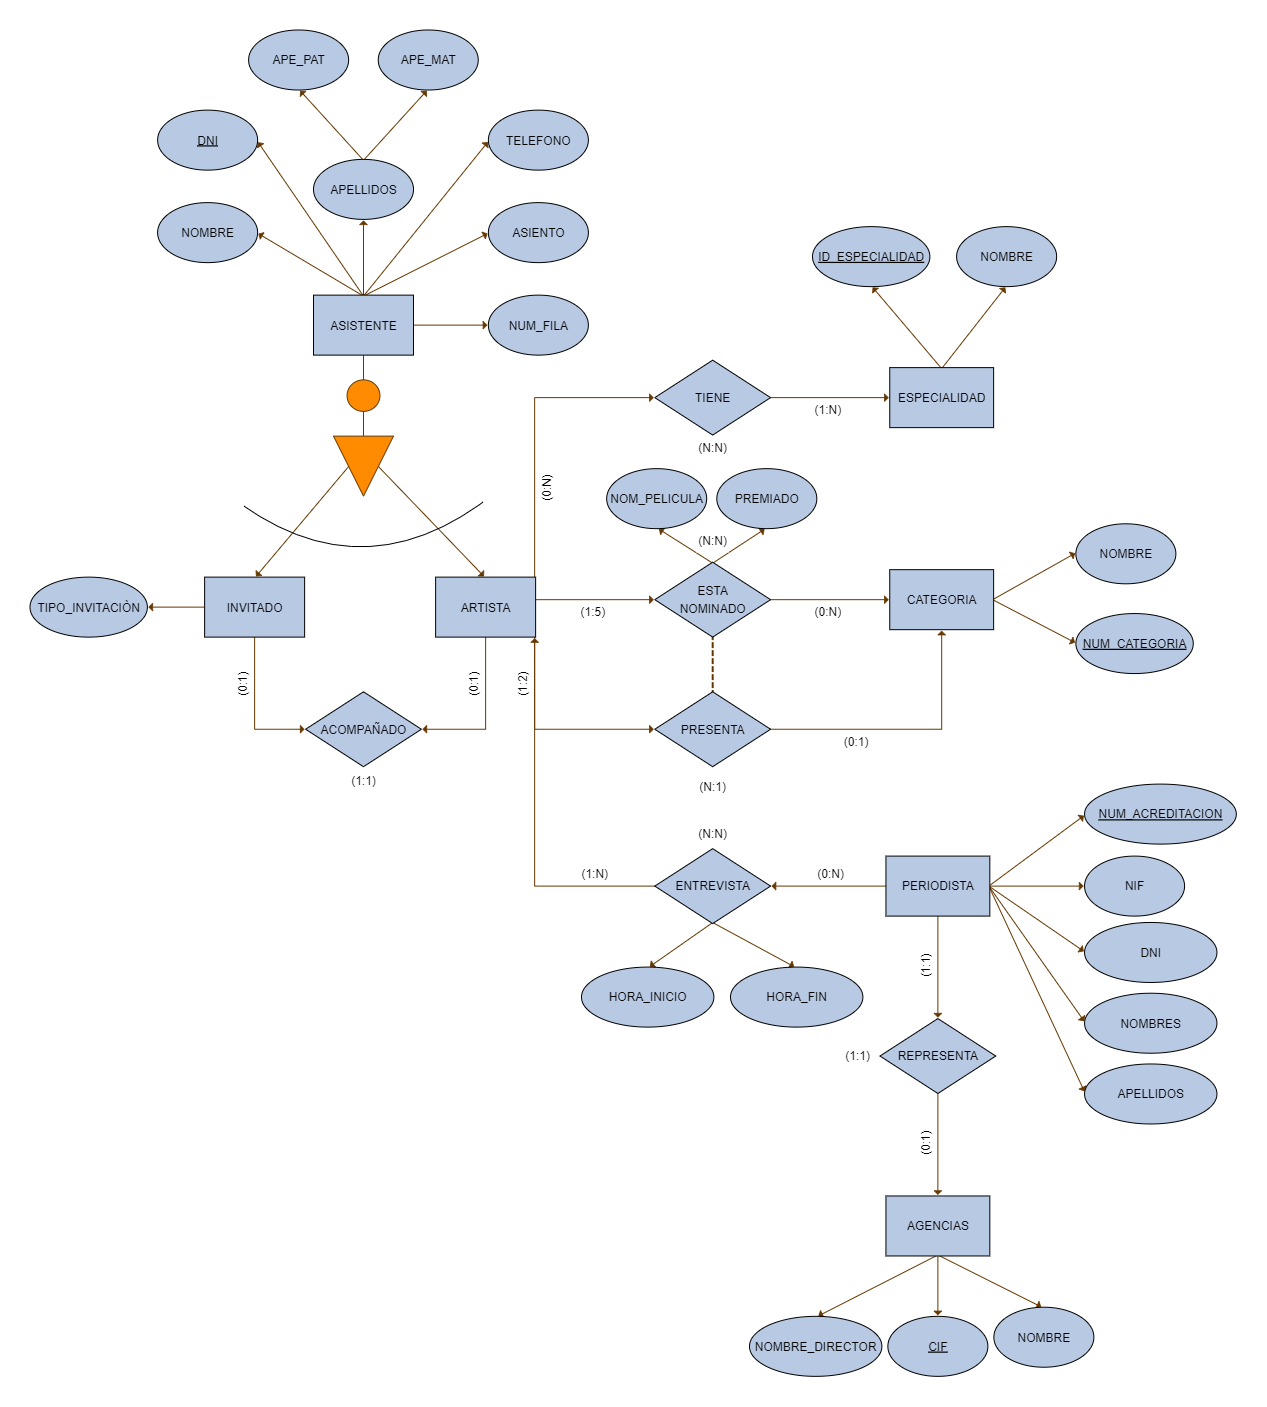 APE_PAT
APE_MAT
DNI
TELEFONO
APELLIDOS
NOMBRE
ASIENTO
ID_ESPECIALIDAD
NOMBRE
ASISTENTE
NUM_FILA
TIENE
(1:N)
ESPECIALIDAD
(N:N)
(0:N)
NOM_PELICULA
PREMIADO
(N:N)
NOMBRE
TIPO_INVITACIÒN
INVITADO
ARTISTA
(1:5)
ESTA
NOMINADO
(0:N)
CATEGORIA
NUM_CATEGORIA
(0:1)
(0:1)
(1:2)
ACOMPAÑADO
PRESENTA
(0:1)
(1:1)
(N:1)
NUM_ACREDITACION
(N:N)
(1:N)
ENTREVISTA
(0:N)
PERIODISTA
NIF
DNI
(1:1)
HORA_INICIO
HORA_FIN
NOMBRES
(1:1)
REPRESENTA
APELLIDOS
(0:1)
AGENCIAS
NOMBRE_DIRECTOR
CIF
NOMBRE